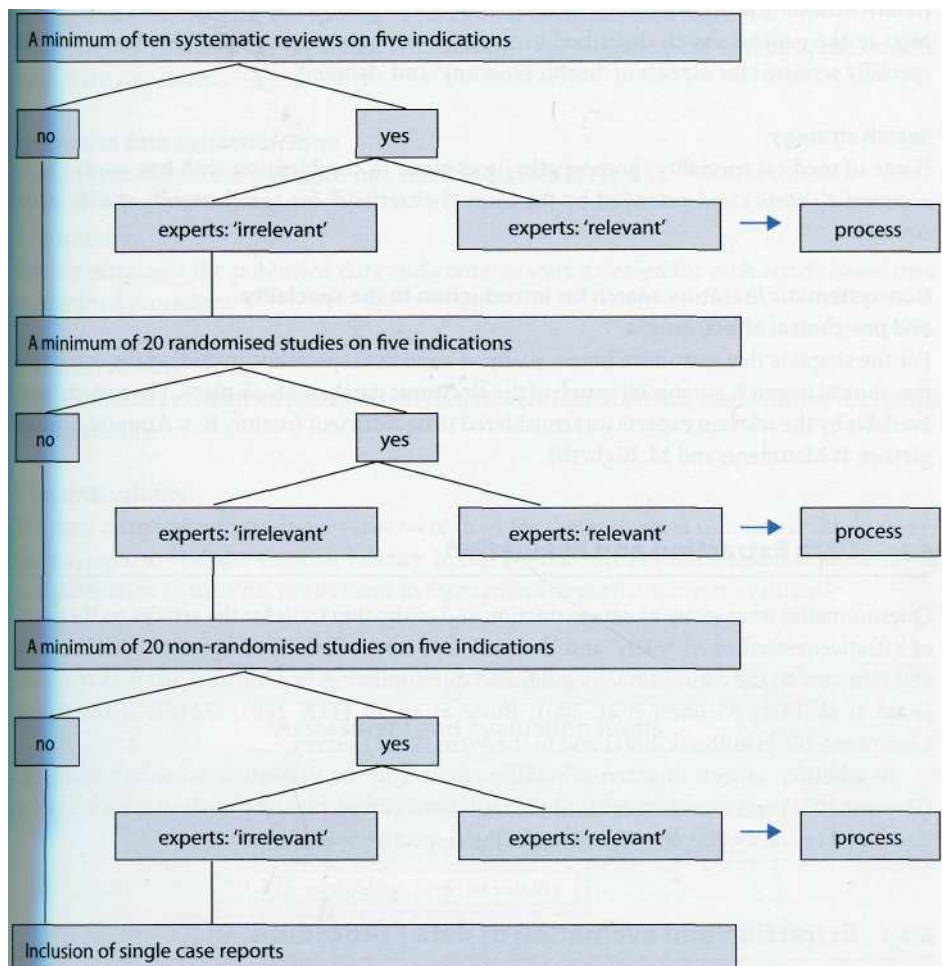 A minimum of ten systematic reviews on five indications
no
yes
experts: 'irrelevant'
experts: 'relevant'
process
A minimum of 20 randomised studies on five indications
no
yes
experts: 'irrelevant'
experts: 'relevant'
process
A minimum of 20 non-randomised studies on five indications
no
yes
experts: 'irrelevant'
experts: 'relevant'
process
Inclusion of single case reports